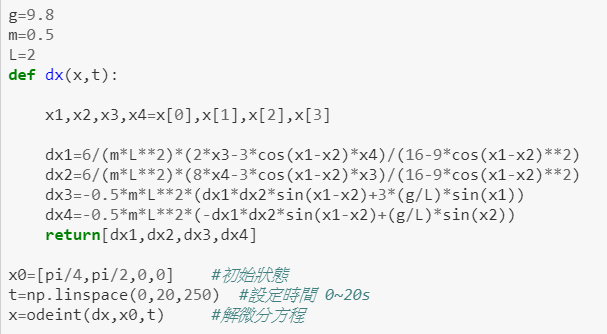 g=9.8
m=0.5
L=2
def dx(x,t):
    x1,x2,x3,x4=x[0],x[1],x[2],x[3]
    dx1=6/(m*L**2)*(2*x3-3*cos(x1-x2)*x4)/(16-9*cos(x1-x2)**2)
    dx2=6/(m*L**2)*(8*x4-3*cos(x1-x2)*x3)/(16-9*cos(x1-x2)**2)
    dx3=-0.5*m*L**2*(dx1*dx2*sin(x1-x2)+3*(g/L)*sin(x1))
    dx4=-0.5*m*L**2*(-dx1*dx2*sin(x1-x2)+(g/L)*sin(x2))
    return[dx1,dx2,dx3,dx4]
x0=[pi/4,pi/2,0,0]    #初始狀態
t=np.linspace(0,20,250)  #設定時間 0~20s
x=odeint(dx,x0,t)     #解微分方程